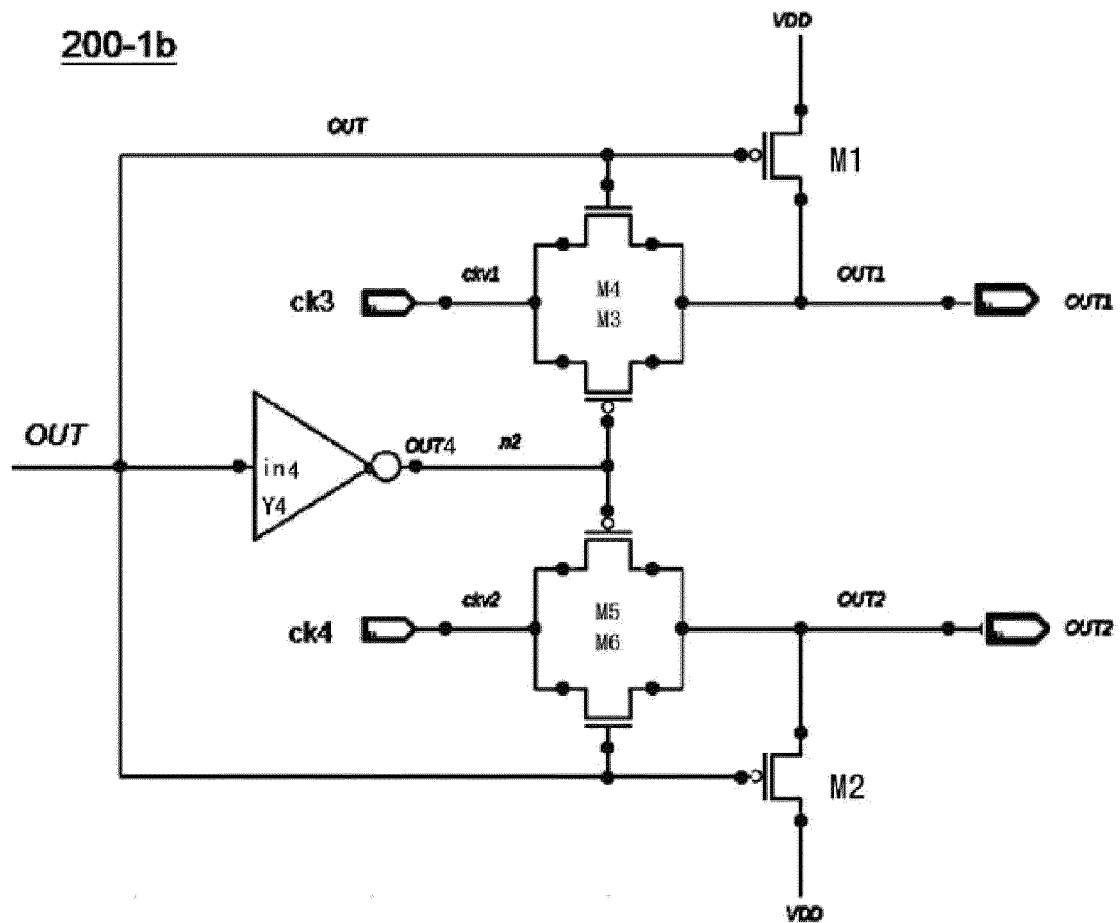 200-1b
VDD
OUT
M1
ck3
ckv1
M4
M3
OUT1
OUT1
OUT
in4
Y4
OUT4
n2
ck4
ckv2
M5
M6
OUT2
OUT2
M2
VDD